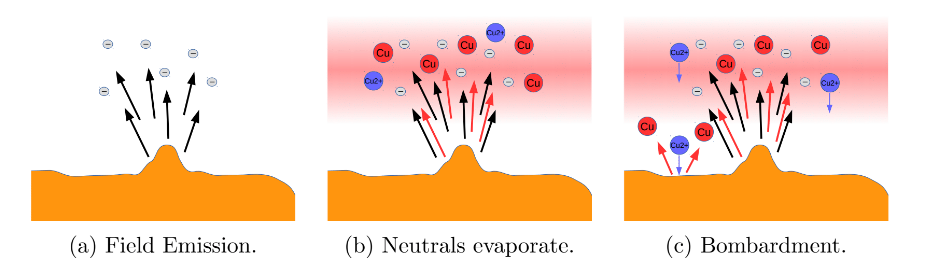 − − − − − −
Cu Cu2+ − − Cu Cu2+ Cu − Cu − − − Cu
Cu2+ − Cu − Cu − − − Cu Cu2+ Cu2+ Cu Cu
(a) Field Emission.
(b) Neutrals evaporate.
(c) Bombardment.